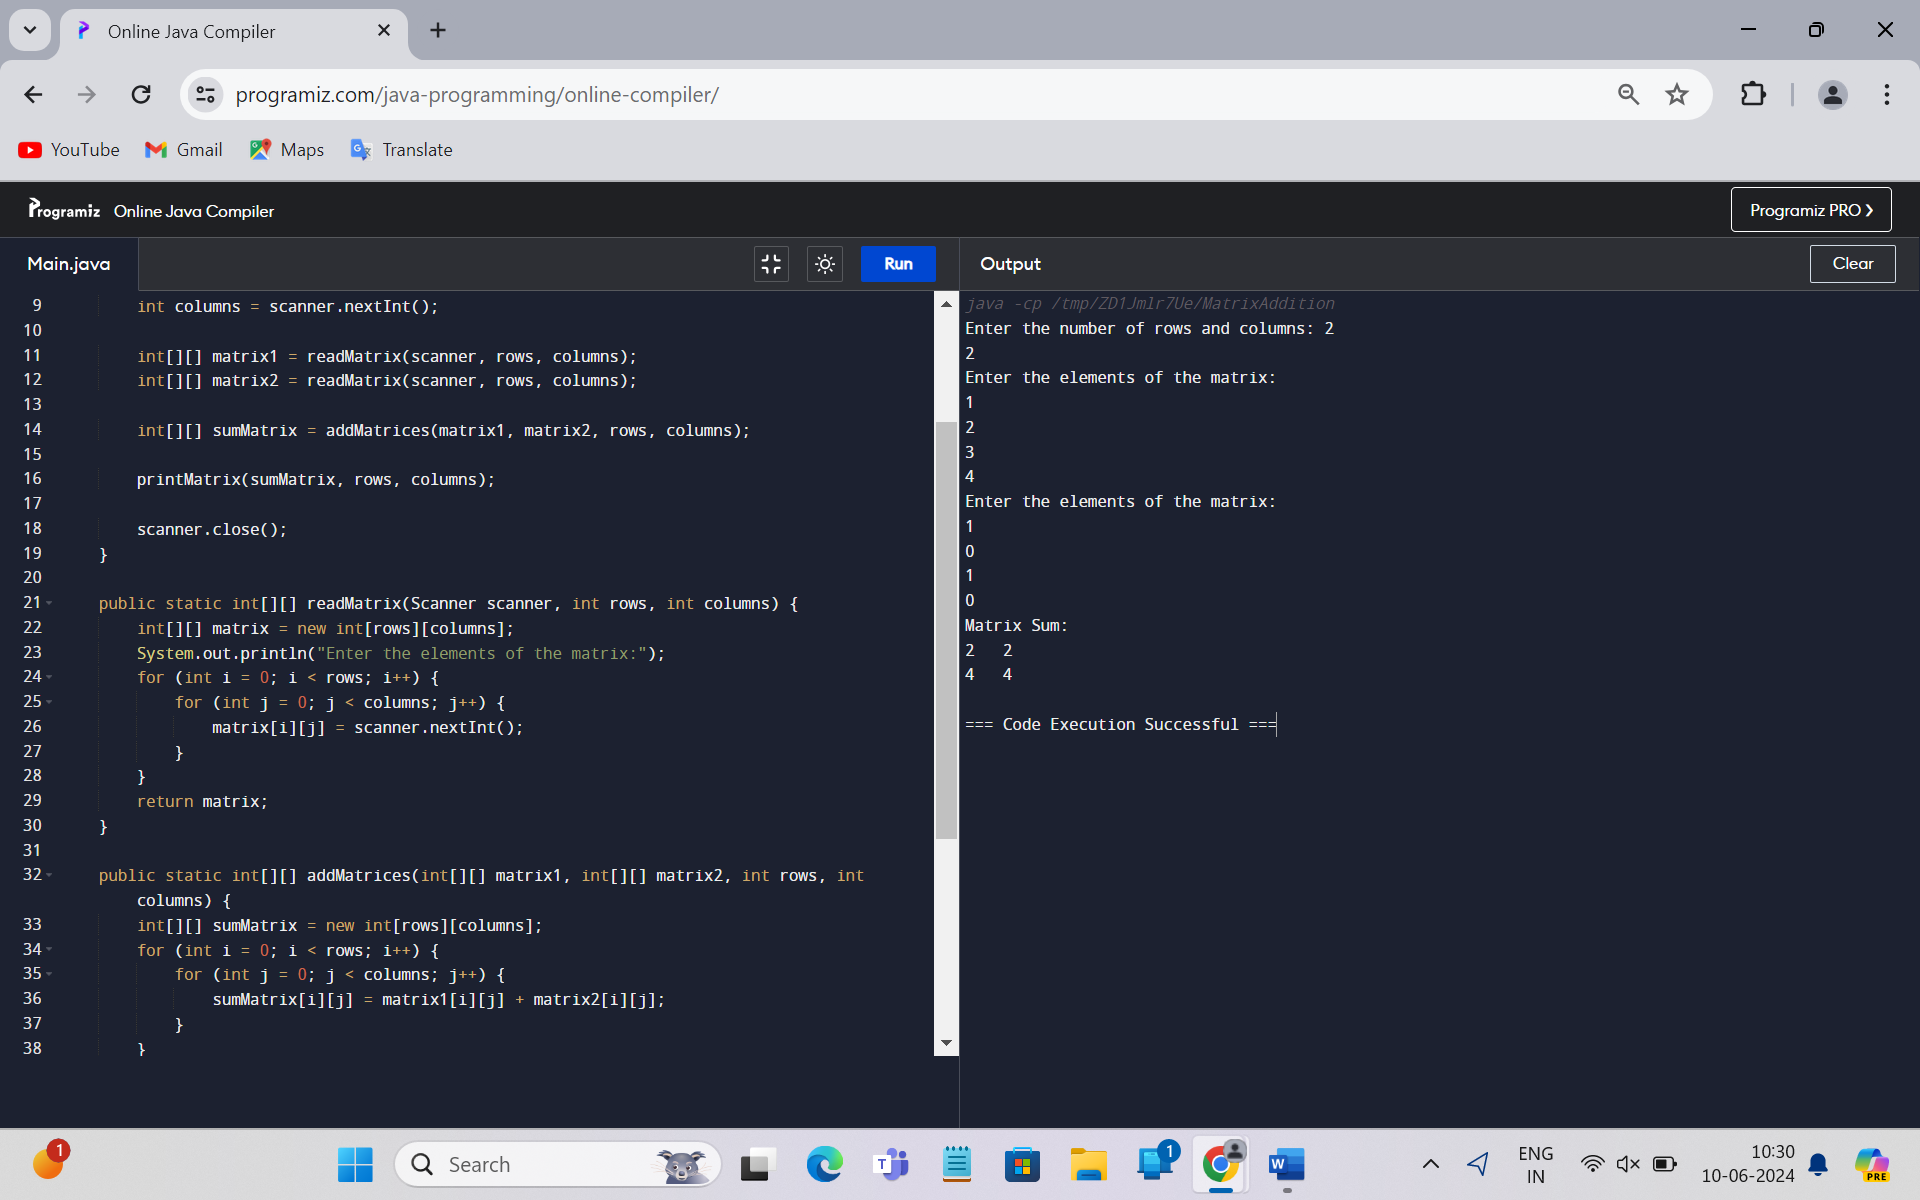 Online Java Compiler
programiz.com/java-programming/online-compiler/
YouTube Gmail Maps Translate
Programiz Online Java Compiler
Programiz PRO
Main.java
Run
Output
Clear
9 int columns = scanner.nextInt();
10
11 int[][] matrix1 = readMatrix(scanner, rows, columns);
12 int[][] matrix2 = readMatrix(scanner, rows, columns);
13
14 int[][] sumMatrix = addMatrices(matrix1, matrix2, rows, columns);
15
16 printMatrix(sumMatrix, rows, columns);
17
18 scanner.close();
19 }
20
21 public static int[][] readMatrix(Scanner scanner, int rows, int columns) {
22 int[][] matrix = new int[rows][columns];
23 System.out.println("Enter the elements of the matrix:");
24 for (int i = 0; i < rows; i++) {
25 for (int j = 0; j < columns; j++) {
26 matrix[i][j] = scanner.nextInt();
27 }
28 }
29 return matrix;
30 }
31
32 public static int[][] addMatrices(int[][] matrix1, int[][] matrix2, int rows, int
columns) {
33 int[][] sumMatrix = new int[rows][columns];
34 for (int i = 0; i < rows; i++) {
35 for (int j = 0; j < columns; j++) {
36 sumMatrix[i][j] = matrix1[i][j] + matrix2[i][j];
37 }
38 }
java -cp /tmp/ZD1Jmlr7Ue/MatrixAddition
Enter the number of rows and columns: 2
2
Enter the elements of the matrix:
1
2
3
4
Enter the elements of the matrix:
1
0
1
0
Matrix Sum:
2 2
4 4
=== Code Execution Successful ===
1
Search
T
1
W
ENG
IN
10:30
10-06-2024
PRE